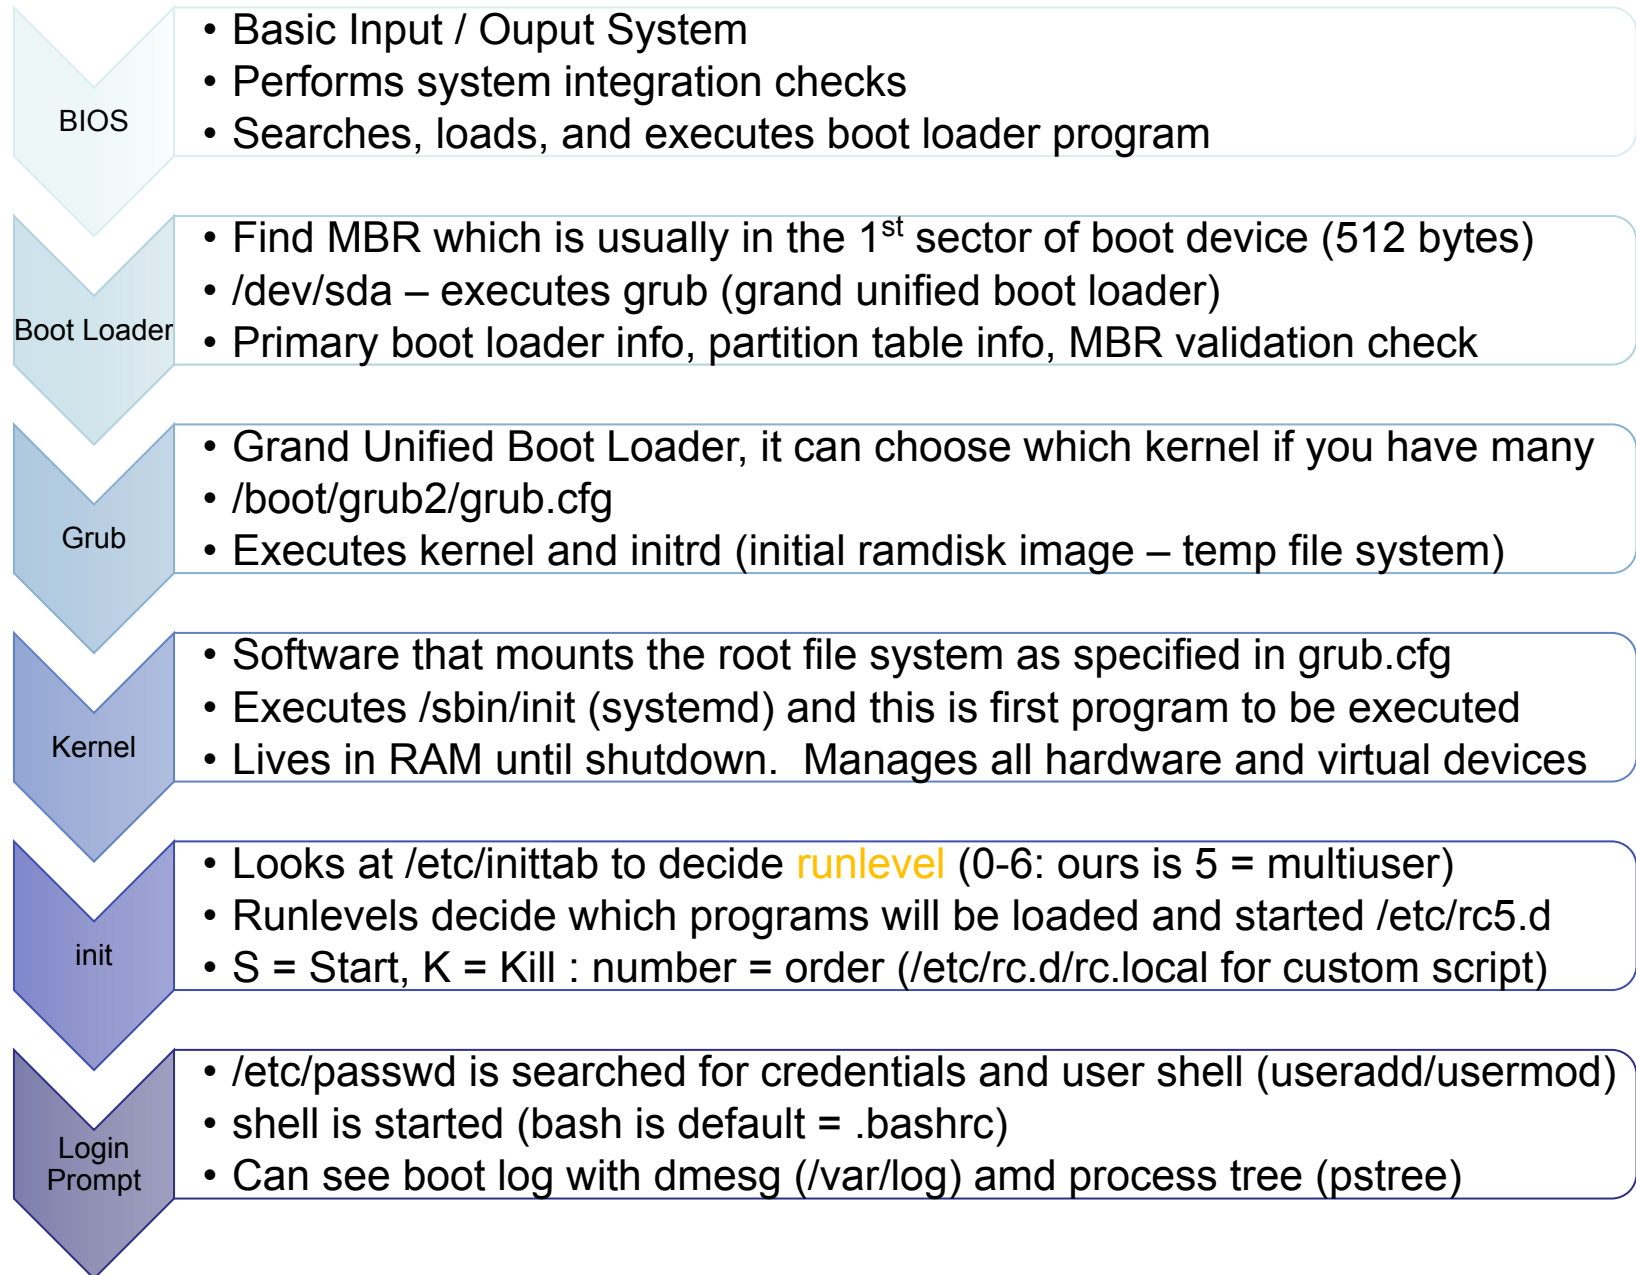 BIOS
• Basic Input / Ouput System
• Performs system integration checks
• Searches, loads, and executes boot loader program
Boot Loader
• Find MBR which is usually in the 1st sector of boot device (512 bytes)
• /dev/sda – executes grub (grand unified boot loader)
• Primary boot loader info, partition table info, MBR validation check
Grub
• Grand Unified Boot Loader, it can choose which kernel if you have many
• /boot/grub2/grub.cfg
• Executes kernel and initrd (initial ramdisk image – temp file system)
Kernel
• Software that mounts the root file system as specified in grub.cfg
• Executes /sbin/init (systemd) and this is first program to be executed
• Lives in RAM until shutdown.  Manages all hardware and virtual devices
init
• Looks at /etc/inittab to decide runlevel (0-6: ours is 5 = multiuser)
• Runlevels decide which programs will be loaded and started /etc/rc5.d
• S = Start, K = Kill : number = order (/etc/rc.d/rc.local for custom script)
Login
Prompt
• /etc/passwd is searched for credentials and user shell (useradd/usermod)
• shell is started (bash is default = .bashrc)
• Can see boot log with dmesg (/var/log) amd process tree (pstree)